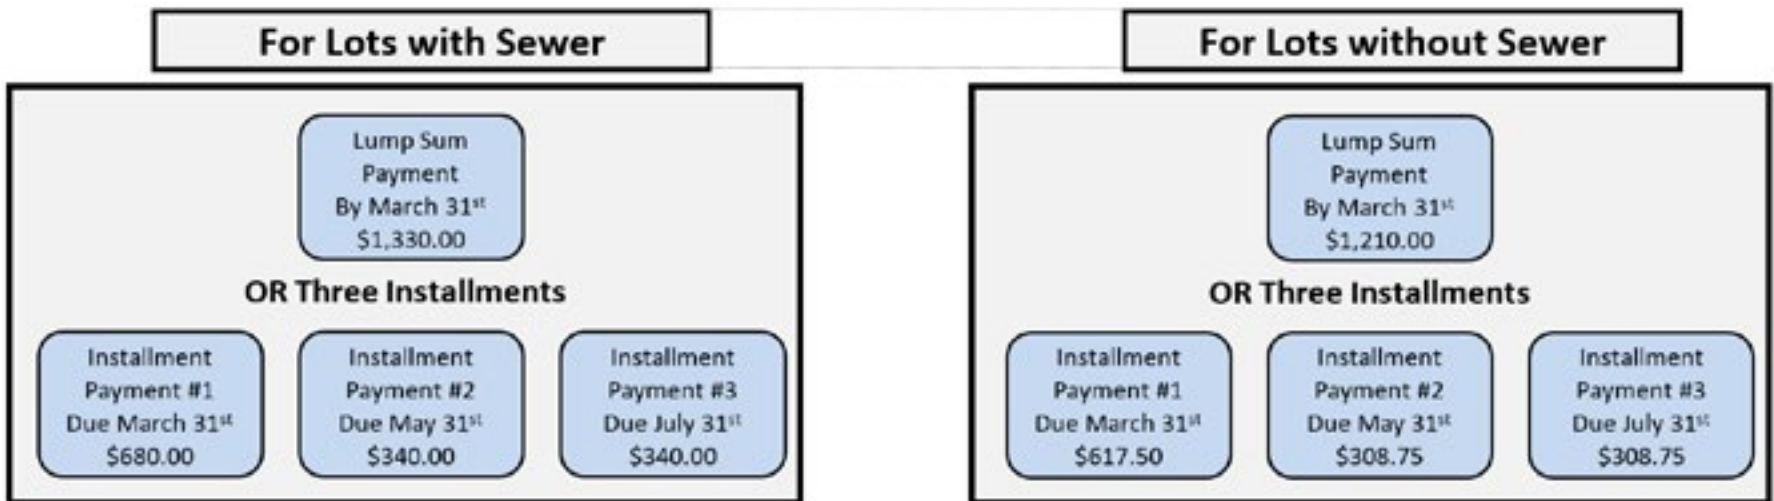 For Lots with Sewer
Lump Sum
Payment
By March 31st
$1,330.00
OR Three Installments
Installment
Payment #1
Due March 31st
$680.00
Installment
Payment #2
Due May 31st
$340.00
Installment
Payment #3
Due July 31st
$340.00
For Lots without Sewer
Lump Sum
Payment
By March 31st
$1,210.00
OR Three Installments
Installment
Payment #1
Due March 31st
$617.50
Installment
Payment #2
Due May 31st
$308.75
Installment
Payment #3
Due July 31st
$308.75